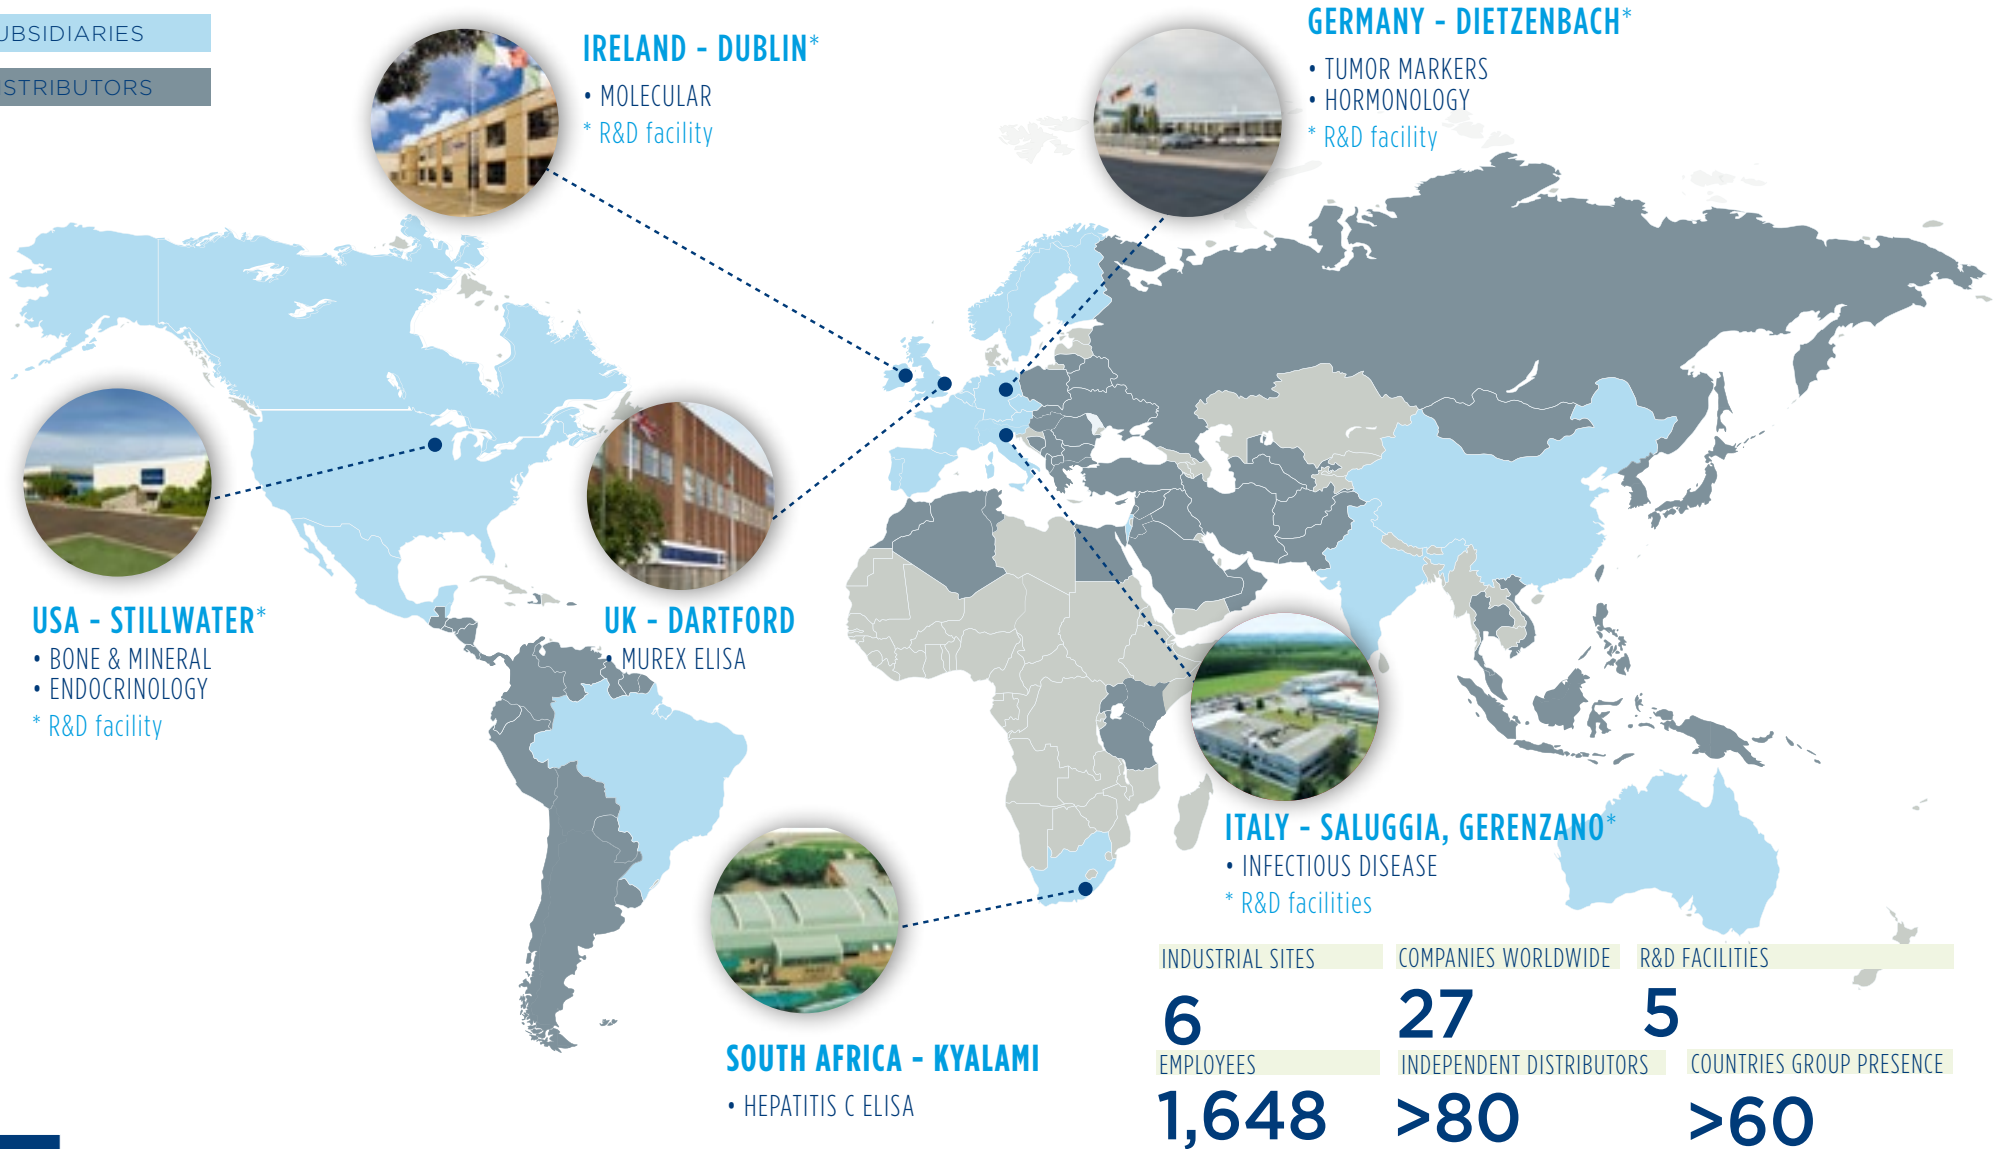 UBSIDIARIES
ISTRIBUTORS
IRELAND - DUBLIN*
• MOLECULAR
* R&D facility
GERMANY - DIETZENBACH*
• TUMOR MARKERS
• HORMONOLOGY
* R&D facility
USA - STILLWATER*
• BONE & MINERAL
• ENDOCRINOLOGY
* R&D facility
UK - DARTFORD
• MUREX ELISA
ITALY - SALUGGIA, GERENZANO*
• INFECTIOUS DISEASE
* R&D facilities
SOUTH AFRICA - KYALAMI
• HEPATITIS C ELISA
INDUSTRIAL SITES
6
COMPANIES WORLDWIDE
27
R&D FACILITIES
5
EMPLOYEES
1,648
INDEPENDENT DISTRIBUTORS
>80
COUNTRIES GROUP PRESENCE
>60